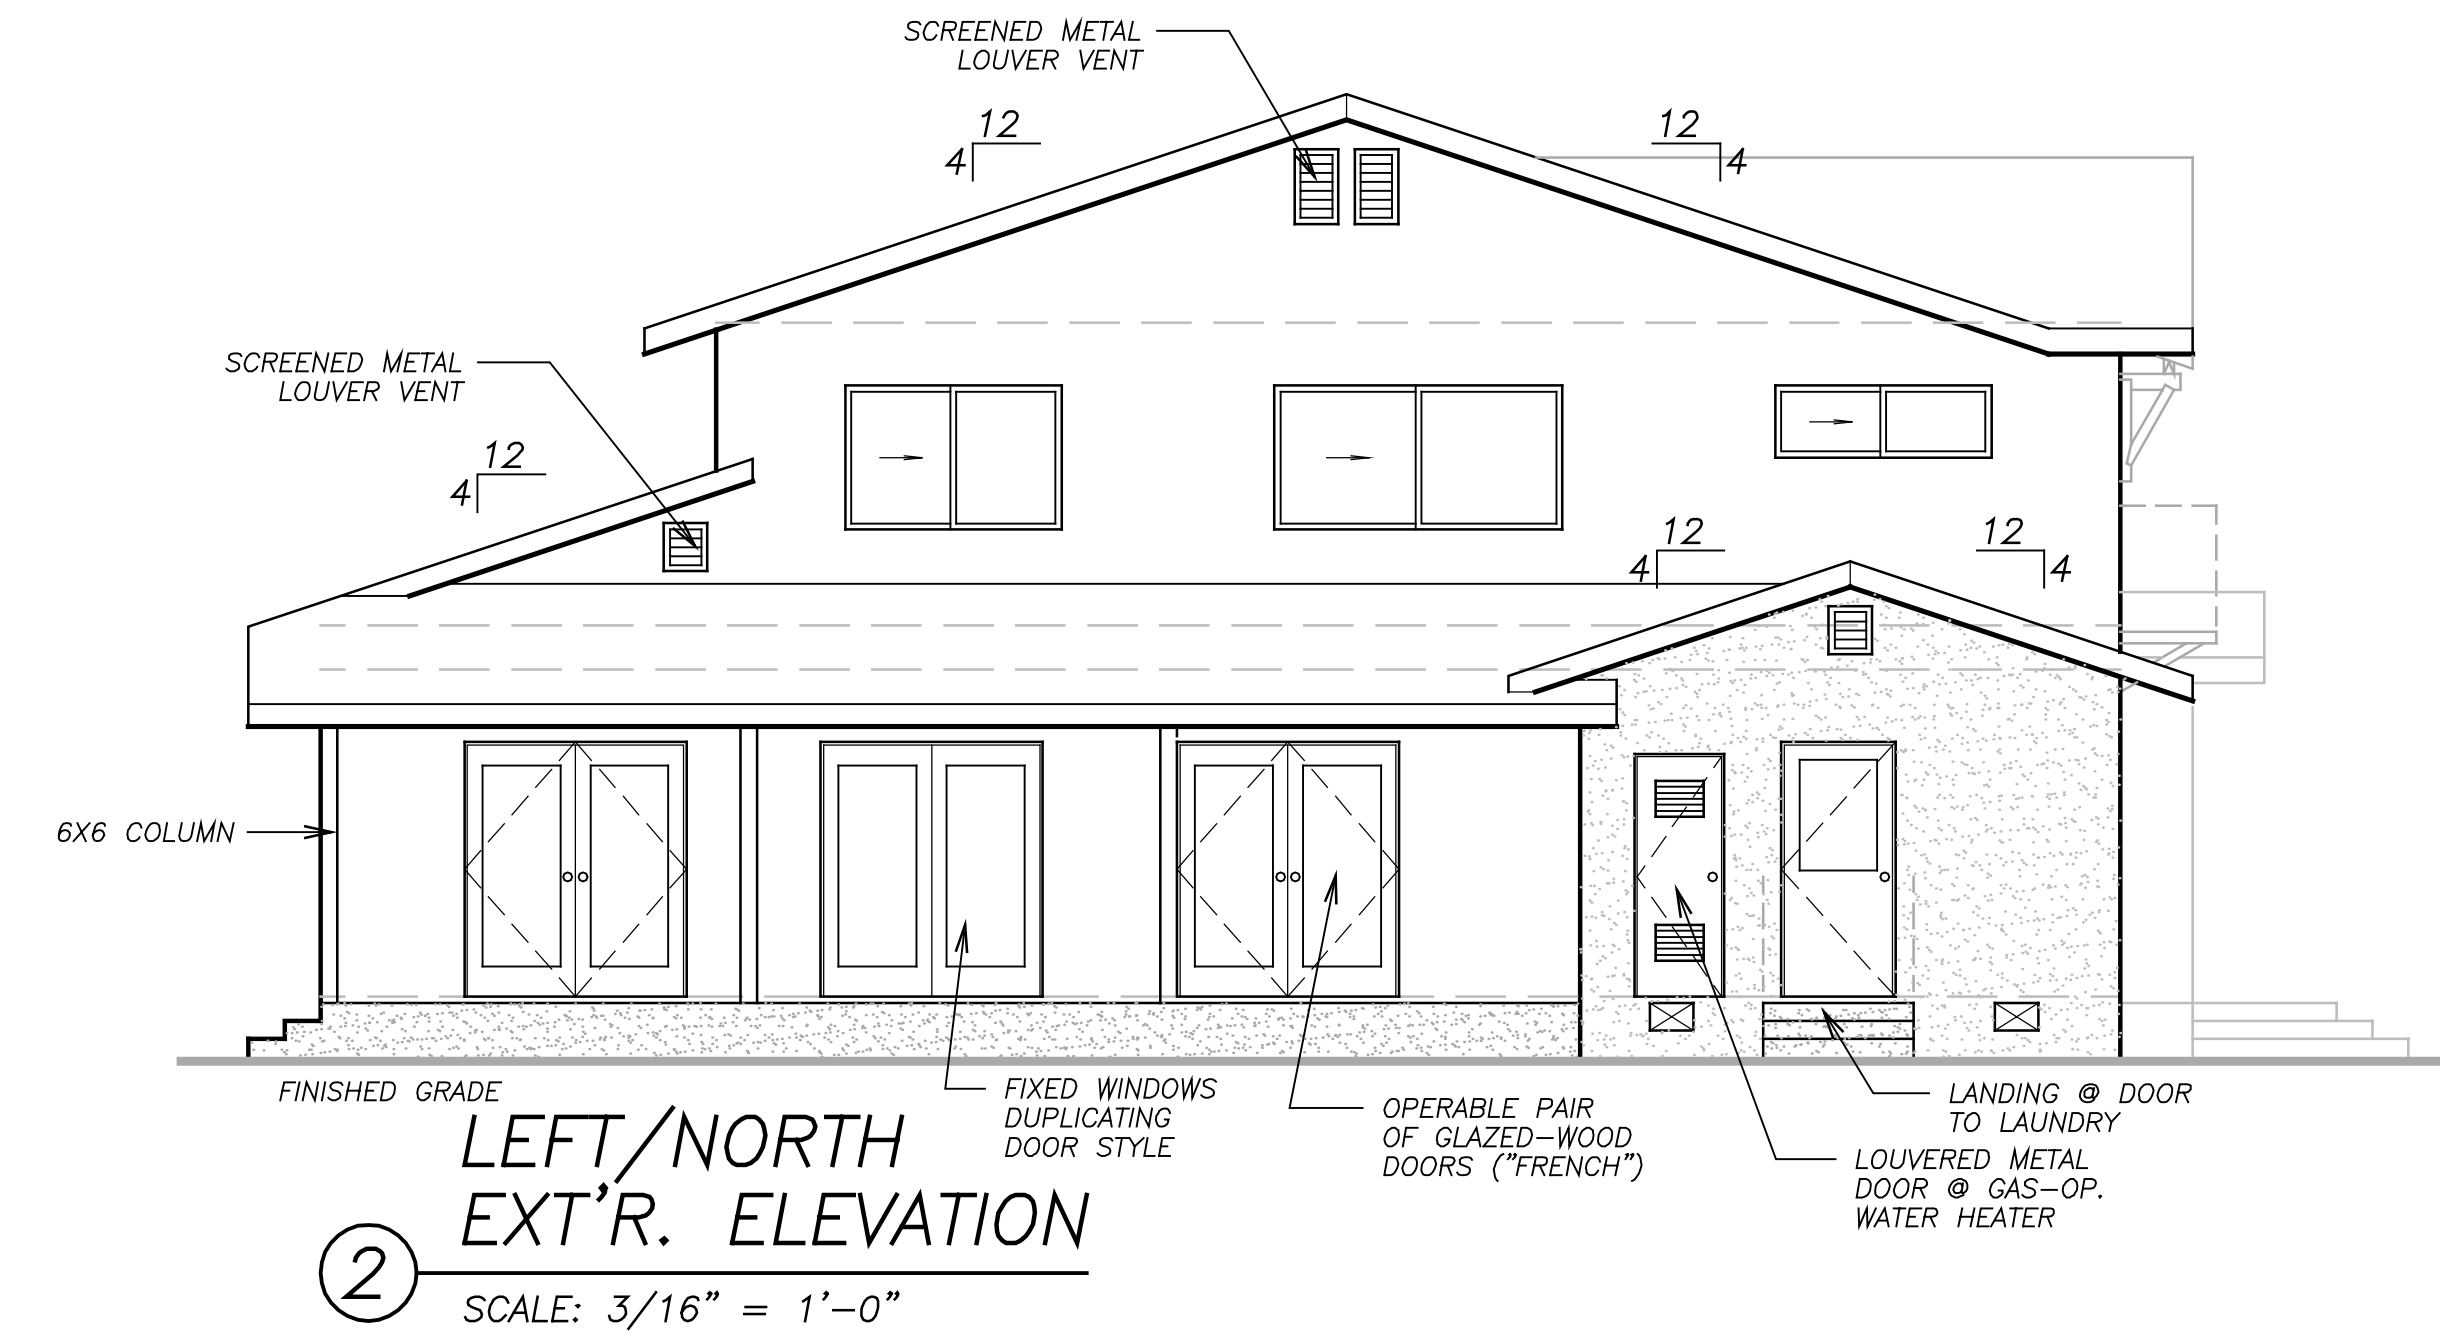 SCREENED METAL
LOUVER VENT
12
4
12
4
SCREENED METAL
LOUVER VENT
12
4
12
4
12
4
6X6 COLUMN
FINISHED GRADE
FIXED WINDOWS
DUPLICATING
DOOR STYLE
OPERABLE PAIR
OF GLAZED-WOOD
DOORS ("FRENCH")
LANDING @ DOOR
TO LAUNDRY
LOUVERED METAL
DOOR @ GAS-OP.
WATER HEATER
LEFT/NORTH
EXT'R. ELEVATION
2
SCALE: 3/16" = 1'-0"